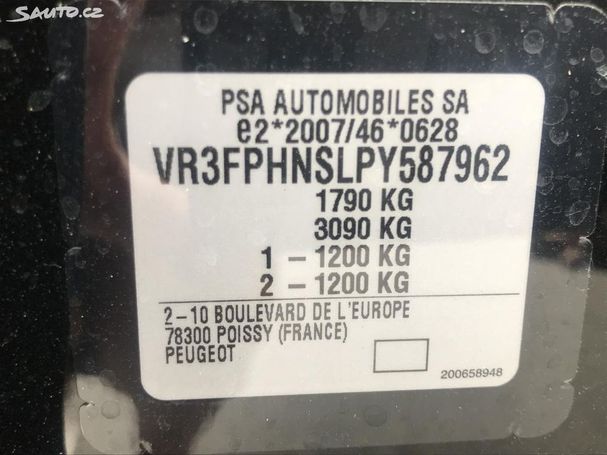 Sauto.cz
PSA AUTOMOBILES SA
e2*2007/46*0628
VR3FPHNSLPY587962
1790 KG
3090 KG
1 – 1200 KG
2 – 1200 KG
2–10 BOULEVARD DE L'EUROPE
78300 POISSY (FRANCE)
PEUGEOT
200658948